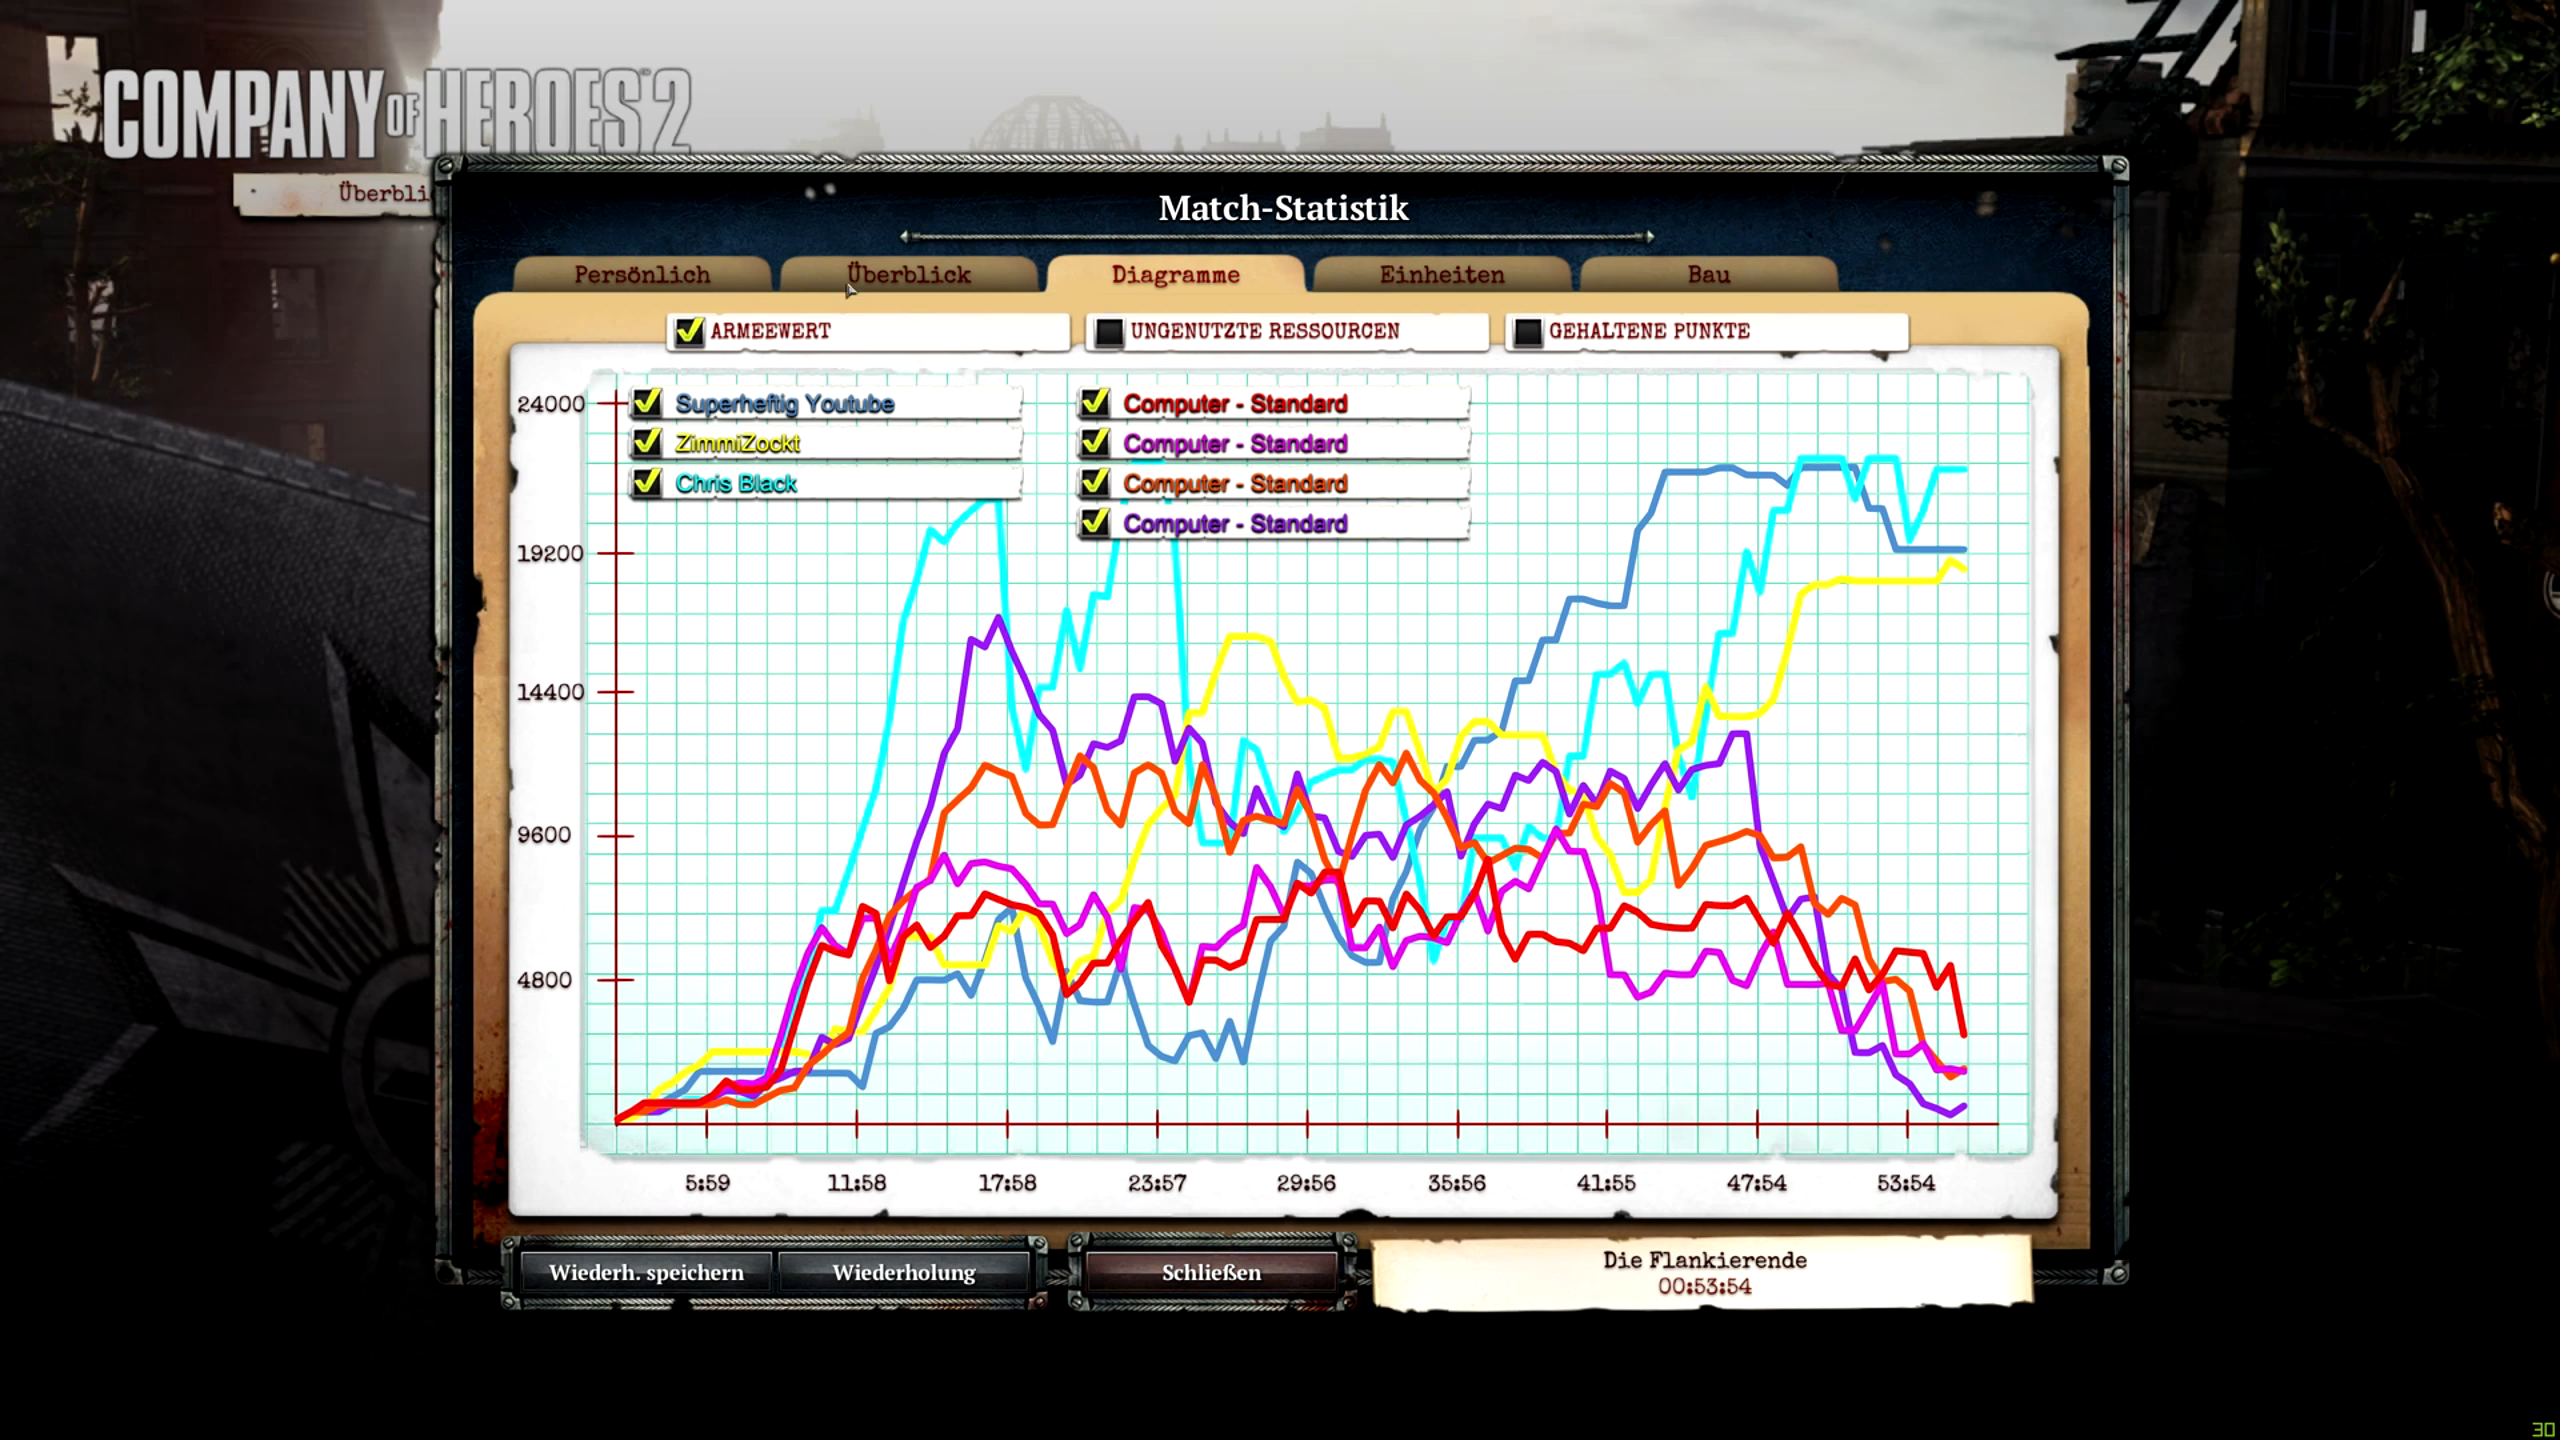 COMPANY OF HEROES 2
Match-Statistik
Persönlich
Überblick
Diagramme
Einheiten
Bau
ARMEEWERT
UNGENUTZTE RESSOURCEN
GEHALTENE PUNKTE
24000
19200
14400
9600
4800
Superheftig Youtube
ZimmiZockt
Chris Black
Computer - Standard
Computer - Standard
Computer - Standard
Computer - Standard
5:59
11:58
17:58
23:57
29:56
35:56
41:55
47:54
53:54
Wiederh. speichern
Wiederholung
Schließen
Die Flankierende
00:53:54
30